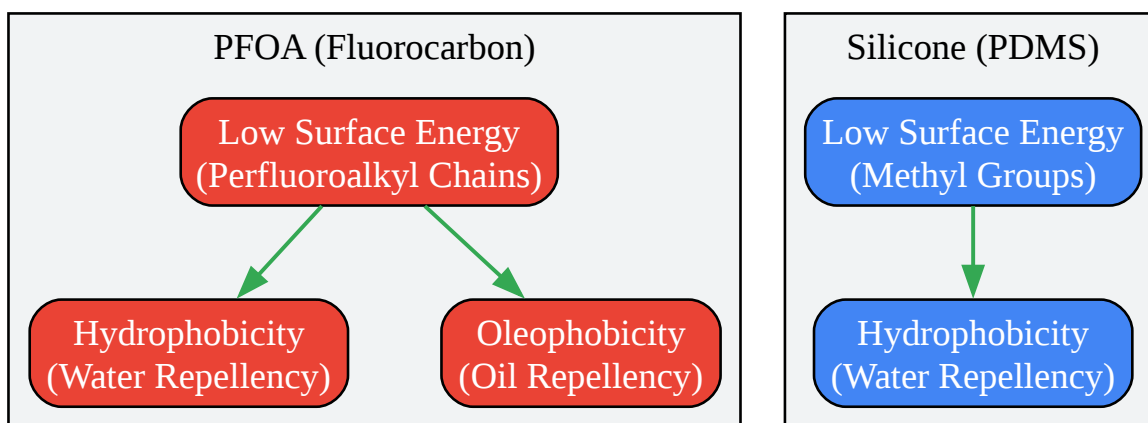 PFOA (Fluorocarbon)
Low Surface Energy
(Perfluoroalkyl Chains)
Hydrophobicity
(Water Repellency)
Oleophobicity
(Oil Repellency)
Silicone (PDMS)
Low Surface Energy
(Methyl Groups)
Hydrophobicity
(Water Repellency)